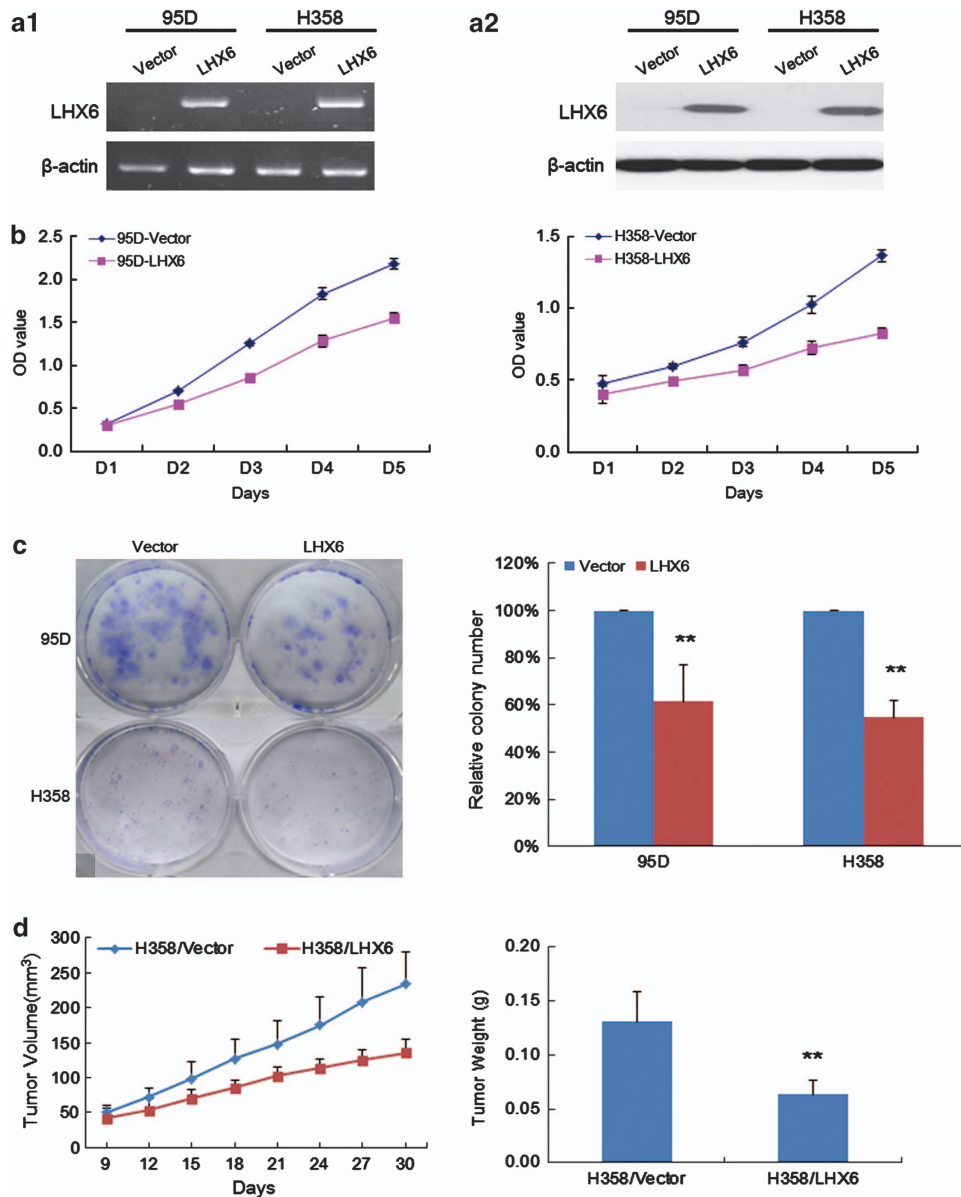 a1
95D H358
Vector LHX6 Vector LHX6
LHX6
β-actin
a2
95D H358
Vector LHX6 Vector LHX6
LHX6
β-actin
b
95D-Vector
95D-LHX6
2.5
2.0
1.5
1.0
0.5
0.0
OD value
D1 D2 D3 D4 D5
Days
H358-Vector
H358-LHX6
1.5
1.0
0.5
0.0
OD value
D1 D2 D3 D4 D5
Days
c
Vector LHX6
95D
H358
Vector LHX6
120%
100%
80%
60%
40%
20%
0%
Relative colony number
**
**
95D H358
d
H358/Vector H358/LHX6
300
250
200
150
100
50
0
Tumor Volume(mm³)
9 12 15 18 21 24 27 30
Days
0.20
0.15
0.10
0.05
0.00
Tumor Weight (g)
**
H358/Vector H358/LHX6